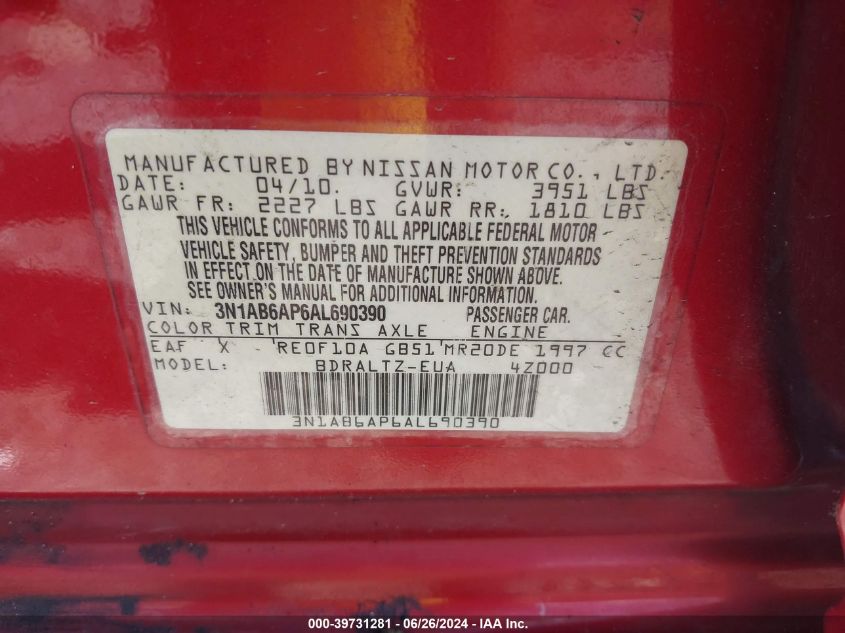 MANUFACTURED BY NISSAN MOTOR CO., LTD.
DATE: 04/10. GVWR: 3951 LBS
GAWR FR: 2227 LBS GAWR RR: 1810 LBS
THIS VEHICLE CONFORMS TO ALL APPLICABLE FEDERAL MOTOR
VEHICLE SAFETY, BUMPER AND THEFT PREVENTION STANDARDS
IN EFFECT ON THE DATE OF MANUFACTURE SHOWN ABOVE.
SEE OWNER'S MANUAL FOR ADDITIONAL INFORMATION.
VIN: 3N1AB6AP6AL690390 PASSENGER CAR.
COLOR TRIM TRANS AXLE ENGINE
EAF X RE0F10A GB51 MR20DE 1997 CC
MODEL: BDRALTZ-EUA 4Z000
3N1AB6AP6AL690390
000-39731281 - 06/26/2024 - IAA Inc.